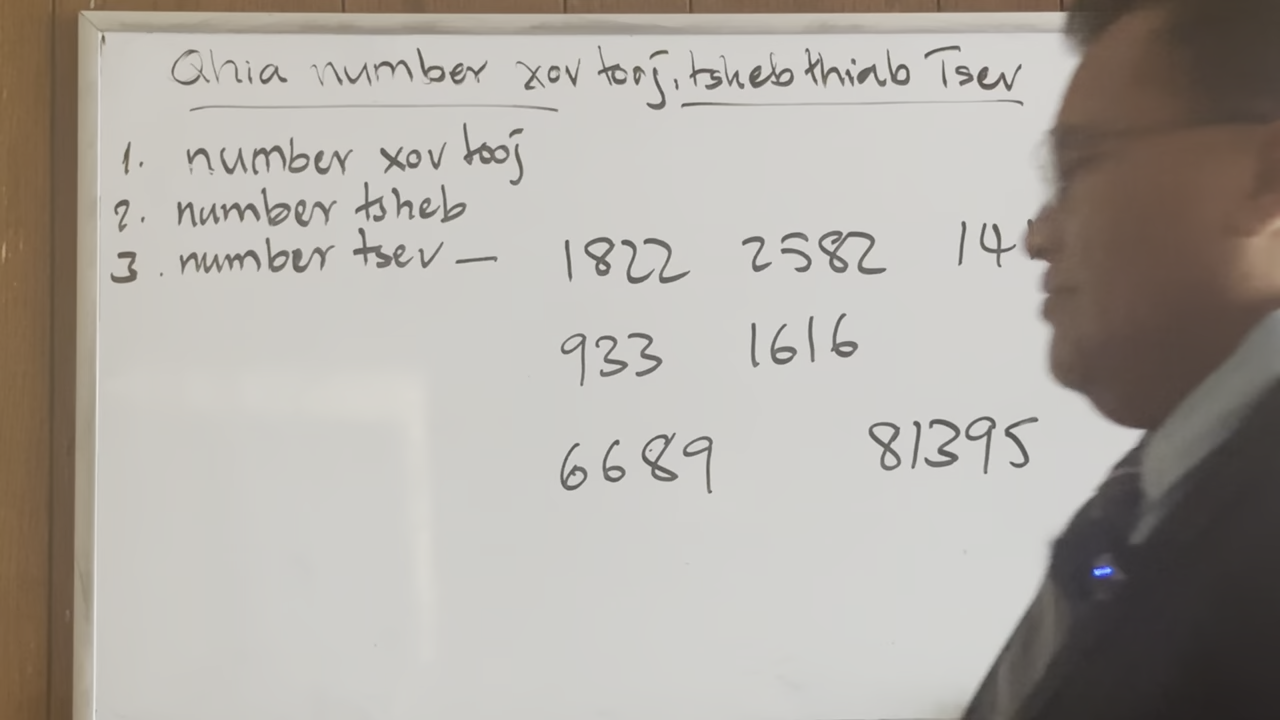 Qhia number xov tooj, tsheb thiab Tsev
1. number xov tooj
2. number tsheb
3. number tsev — 1822 2582 14
933 1616
6689 81395